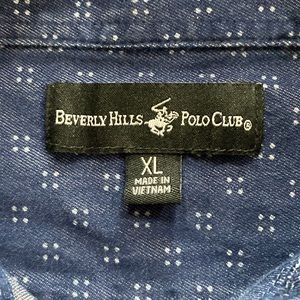 BEVERLY HILLS POLO CLUB®
XL
MADE IN
VIETNAM